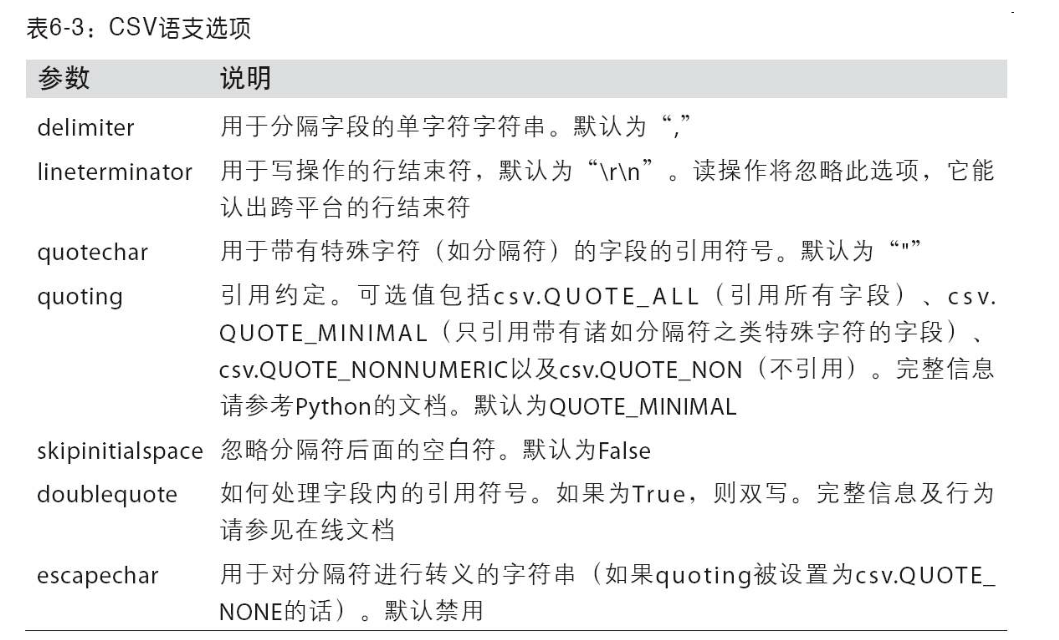 表6-3：CSV语支选项
参数 说明
delimiter 用于分隔字段的单字符字符串。默认为“,”
lineterminator 用于写操作的行结束符，默认为“\r\n”。读操作将忽略此选项，它能
认出跨平台的行结束符
quotechar 用于带有特殊字符（如分隔符）的字段的引用符号。默认为“"”
quoting 引用约定。可选值包括csv.QUOTE_ALL（引用所有字段）、csv.
QUOTE_MINIMAL（只引用带有诸如分隔符之类特殊字符的字段）、
csv.QUOTE_NONNUMERIC以及csv.QUOTE_NON（不引用）。完整信息
请参考Python的文档。默认为QUOTE_MINIMAL
skipinitialspace 忽略分隔符后面的空白符。默认为False
doublequote 如何处理字段内的引用符号。如果为True，则双写。完整信息及行为
请参见在线文档
escapechar 用于对分隔符进行转义的字符串（如果quoting被设置为csv.QUOTE_
NONE的话）。默认禁用